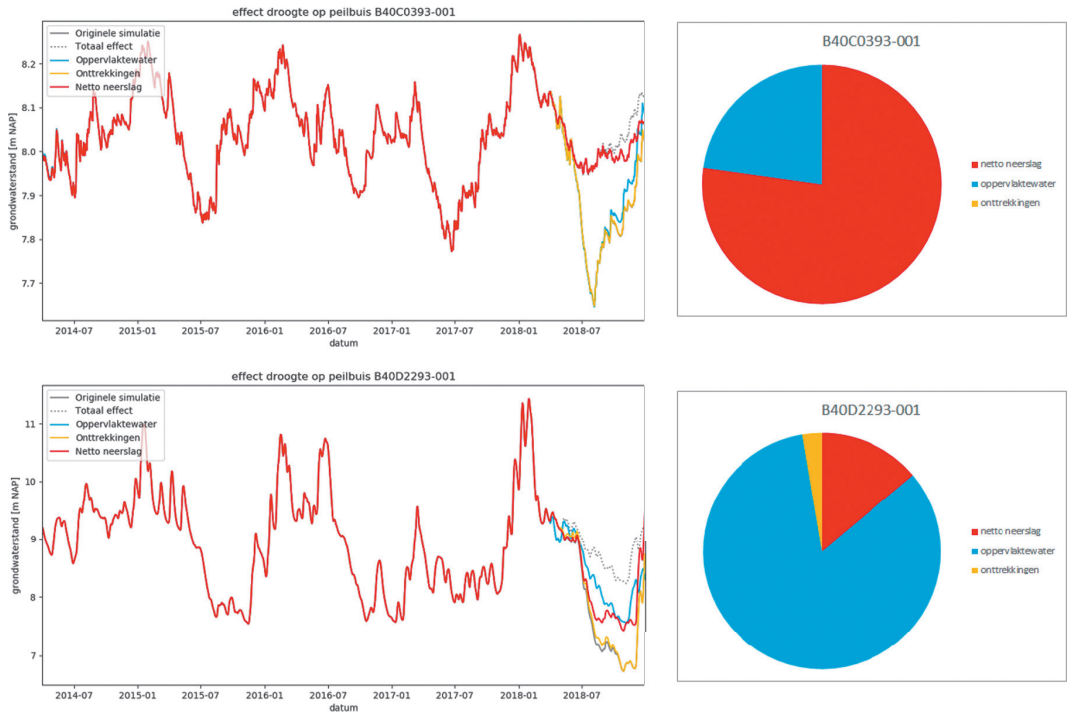 effect droogte op peilbuis B40C0393-001
Originele simulatie
Totaal effect
Oppervlaktewater
Onttrekkingen
Netto neerslag
grondwaterstand [m NAP]
8.2
8.1
8.0
7.9
7.8
7.7
2014-07 2015-01 2015-07 2016-01 2016-07 2017-01 2017-07 2018-01 2018-07
datum
B40C0393-001
netto neerslag
oppervlaktewater
onttrekkingen
effect droogte op peilbuis B40D2293-001
Originele simulatie
Totaal effect
Oppervlaktewater
Onttrekkingen
Netto neerslag
grondwaterstand [m NAP]
11
10
9
8
7
2014-07 2015-01 2015-07 2016-01 2016-07 2017-01 2017-07 2018-01 2018-07
datum
B40D2293-001
netto neerslag
oppervlaktewater
onttrekkingen